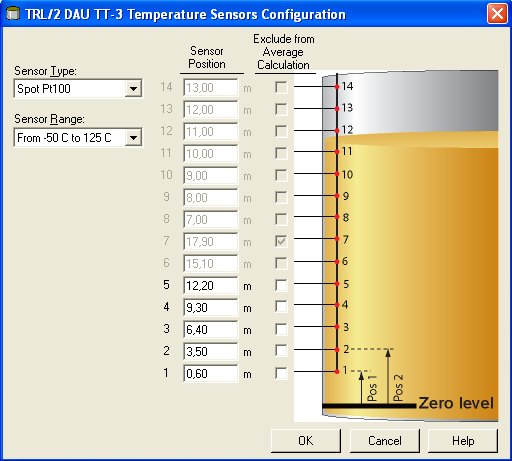 TRL/2 DAU TT-3 Temperature Sensors Configuration
Sensor Type:
Spot Pt100
Sensor Range:
From -50 C to 125 C
Sensor Position
Exclude from Average Calculation
14 13,00 m
13 12,00 m
12 11,00 m
11 10,00 m
10 9,00 m
9 8,00 m
8 7,00 m
7 17,90 m
6 15,10 m
5 12,20 m
4 9,30 m
3 6,40 m
2 3,50 m
1 0,60 m
14
13
12
11
10
9
8
7
6
5
4
3
2
1
Pos 1
Pos 2
Zero level
OK
Cancel
Help